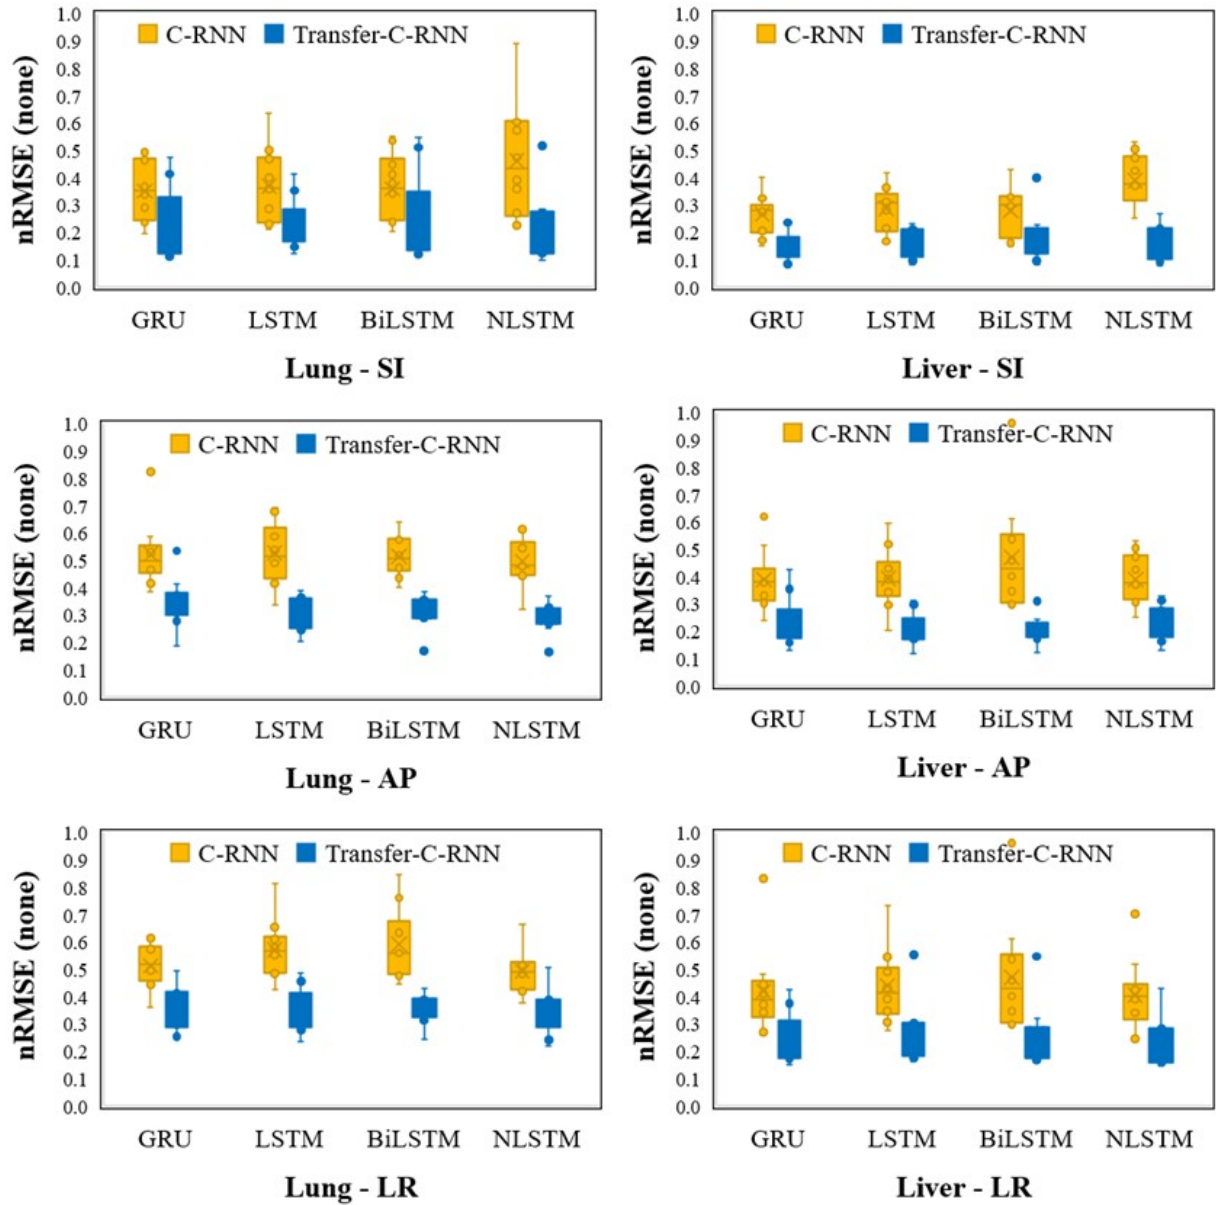 nRMSE (none)
1.0
0.9
0.8
0.7
0.6
0.5
0.4
0.3
0.2
0.1
0.0
C-RNN Transfer-C-RNN
GRU LSTM BiLSTM NLSTM
Lung - SI
nRMSE (none)
1.0
0.9
0.8
0.7
0.6
0.5
0.4
0.3
0.2
0.1
0.0
C-RNN Transfer-C-RNN
GRU LSTM BiLSTM NLSTM
Liver - SI
nRMSE (none)
1.0
0.9
0.8
0.7
0.6
0.5
0.4
0.3
0.2
0.1
0.0
C-RNN Transfer-C-RNN
GRU LSTM BiLSTM NLSTM
Lung - AP
nRMSE (none)
1.0
0.9
0.8
0.7
0.6
0.5
0.4
0.3
0.2
0.1
0.0
C-RNN Transfer-C-RNN
GRU LSTM BiLSTM NLSTM
Liver - AP
nRMSE (none)
1.0
0.9
0.8
0.7
0.6
0.5
0.4
0.3
0.2
0.1
0.0
C-RNN Transfer-C-RNN
GRU LSTM BiLSTM NLSTM
Lung - LR
nRMSE (none)
1.0
0.9
0.8
0.7
0.6
0.5
0.4
0.3
0.2
0.1
0.0
C-RNN Transfer-C-RNN
GRU LSTM BiLSTM NLSTM
Liver - LR